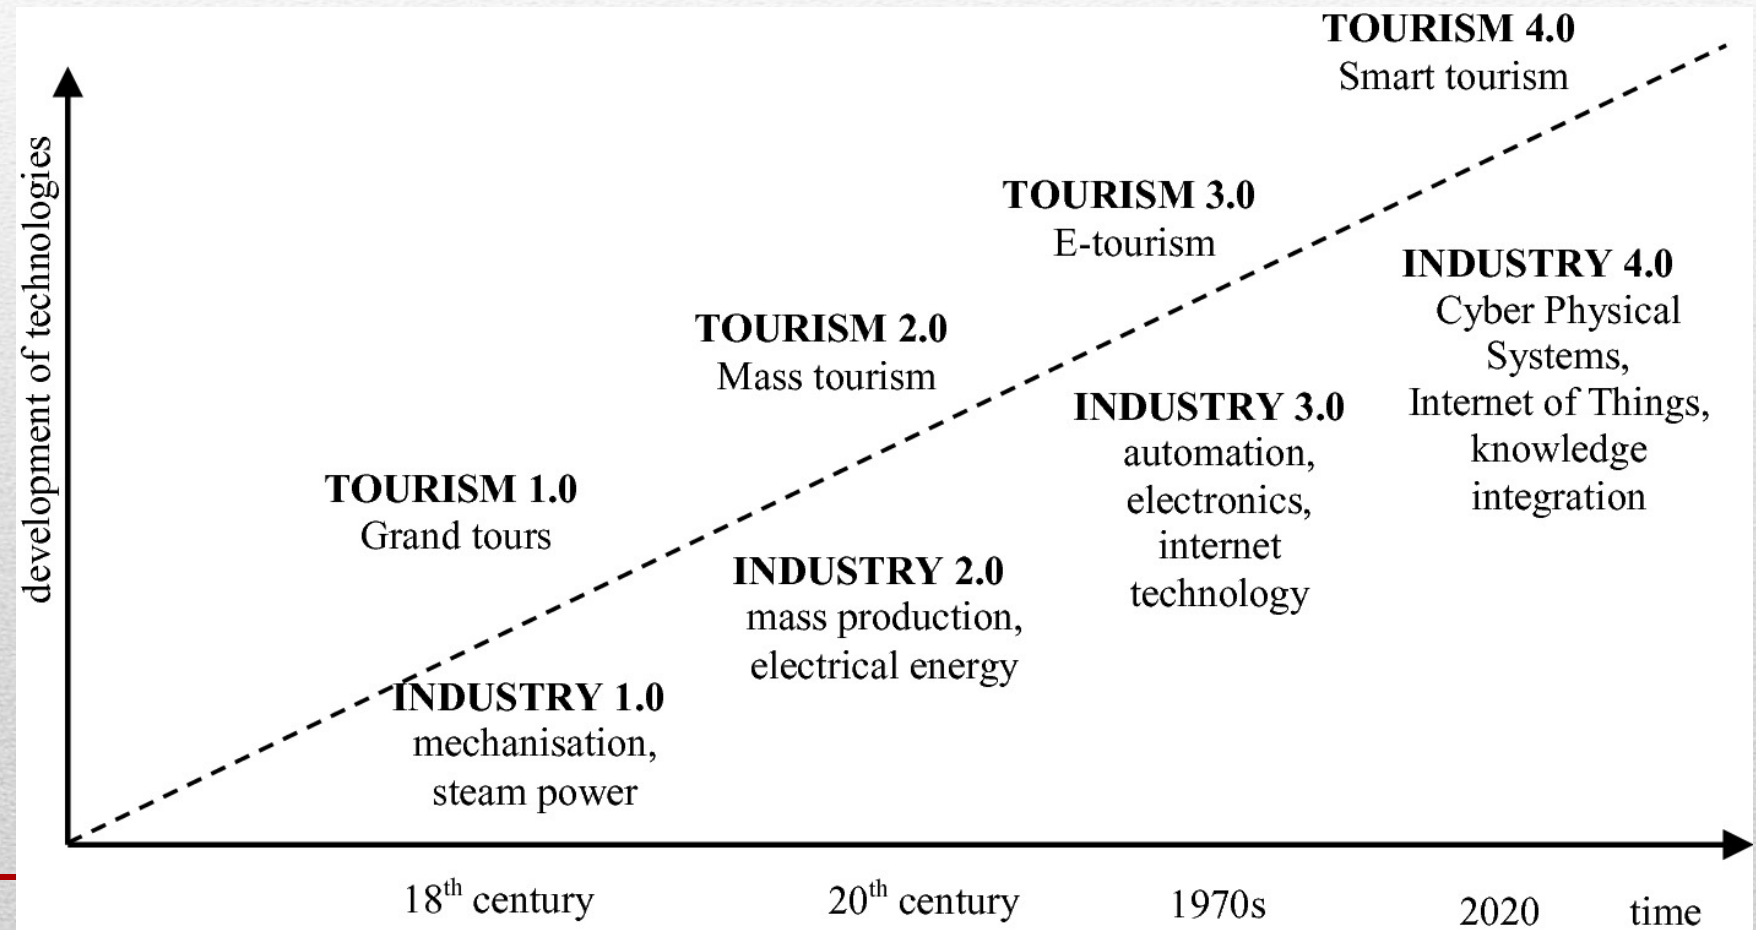 TOURISM 4.0
Smart tourism
TOURISM 3.0
E-tourism
INDUSTRY 4.0
Cyber Physical
Systems,
Internet of Things,
knowledge
integration
TOURISM 2.0
Mass tourism
INDUSTRY 3.0
automation,
electronics,
internet
technology
TOURISM 1.0
Grand tours
INDUSTRY 2.0
mass production,
electrical energy
INDUSTRY 1.0
mechanisation,
steam power
development of technologies
18th century
20th century
1970s
2020
time